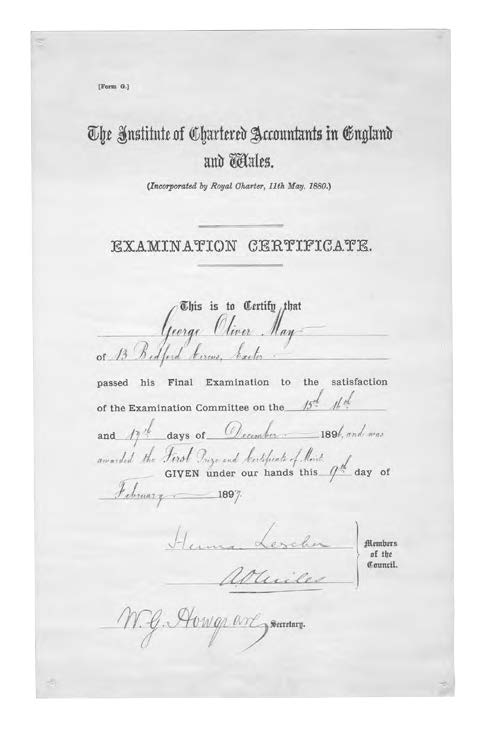 [Form G.]
The Institute of Chartered Accountants in England
and Wales.
(Incorporated by Royal Charter, 11th May, 1880.)
EXAMINATION CERTIFICATE.
This is to Certify that
George Oliver May
of 13 Bedford Circus, Exeter
passed his Final Examination to the satisfaction
of the Examination Committee on the 15th 16th
and 17th days of December 1896, and was
awarded the First Prize and Certificate of Merit.
GIVEN under our hands this 9th day of
February 1897.
Herman Lescher
Members
of the
Council.
W. G. Howgrave
Secretary.